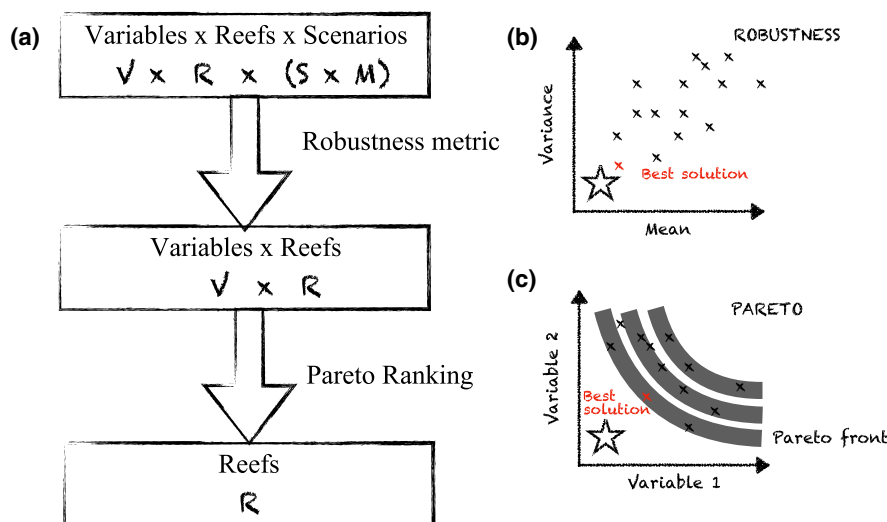 (a)
Variables x Reefs x Scenarios
V x R x (S x M)
Robustness metric
Variables x Reefs
V x R
Pareto Ranking
Reefs
R
(b)
ROBUSTNESS
Variance
Best solution
Mean
(c)
PARETO
Variable 2
Best
solution
Pareto front
Variable 1